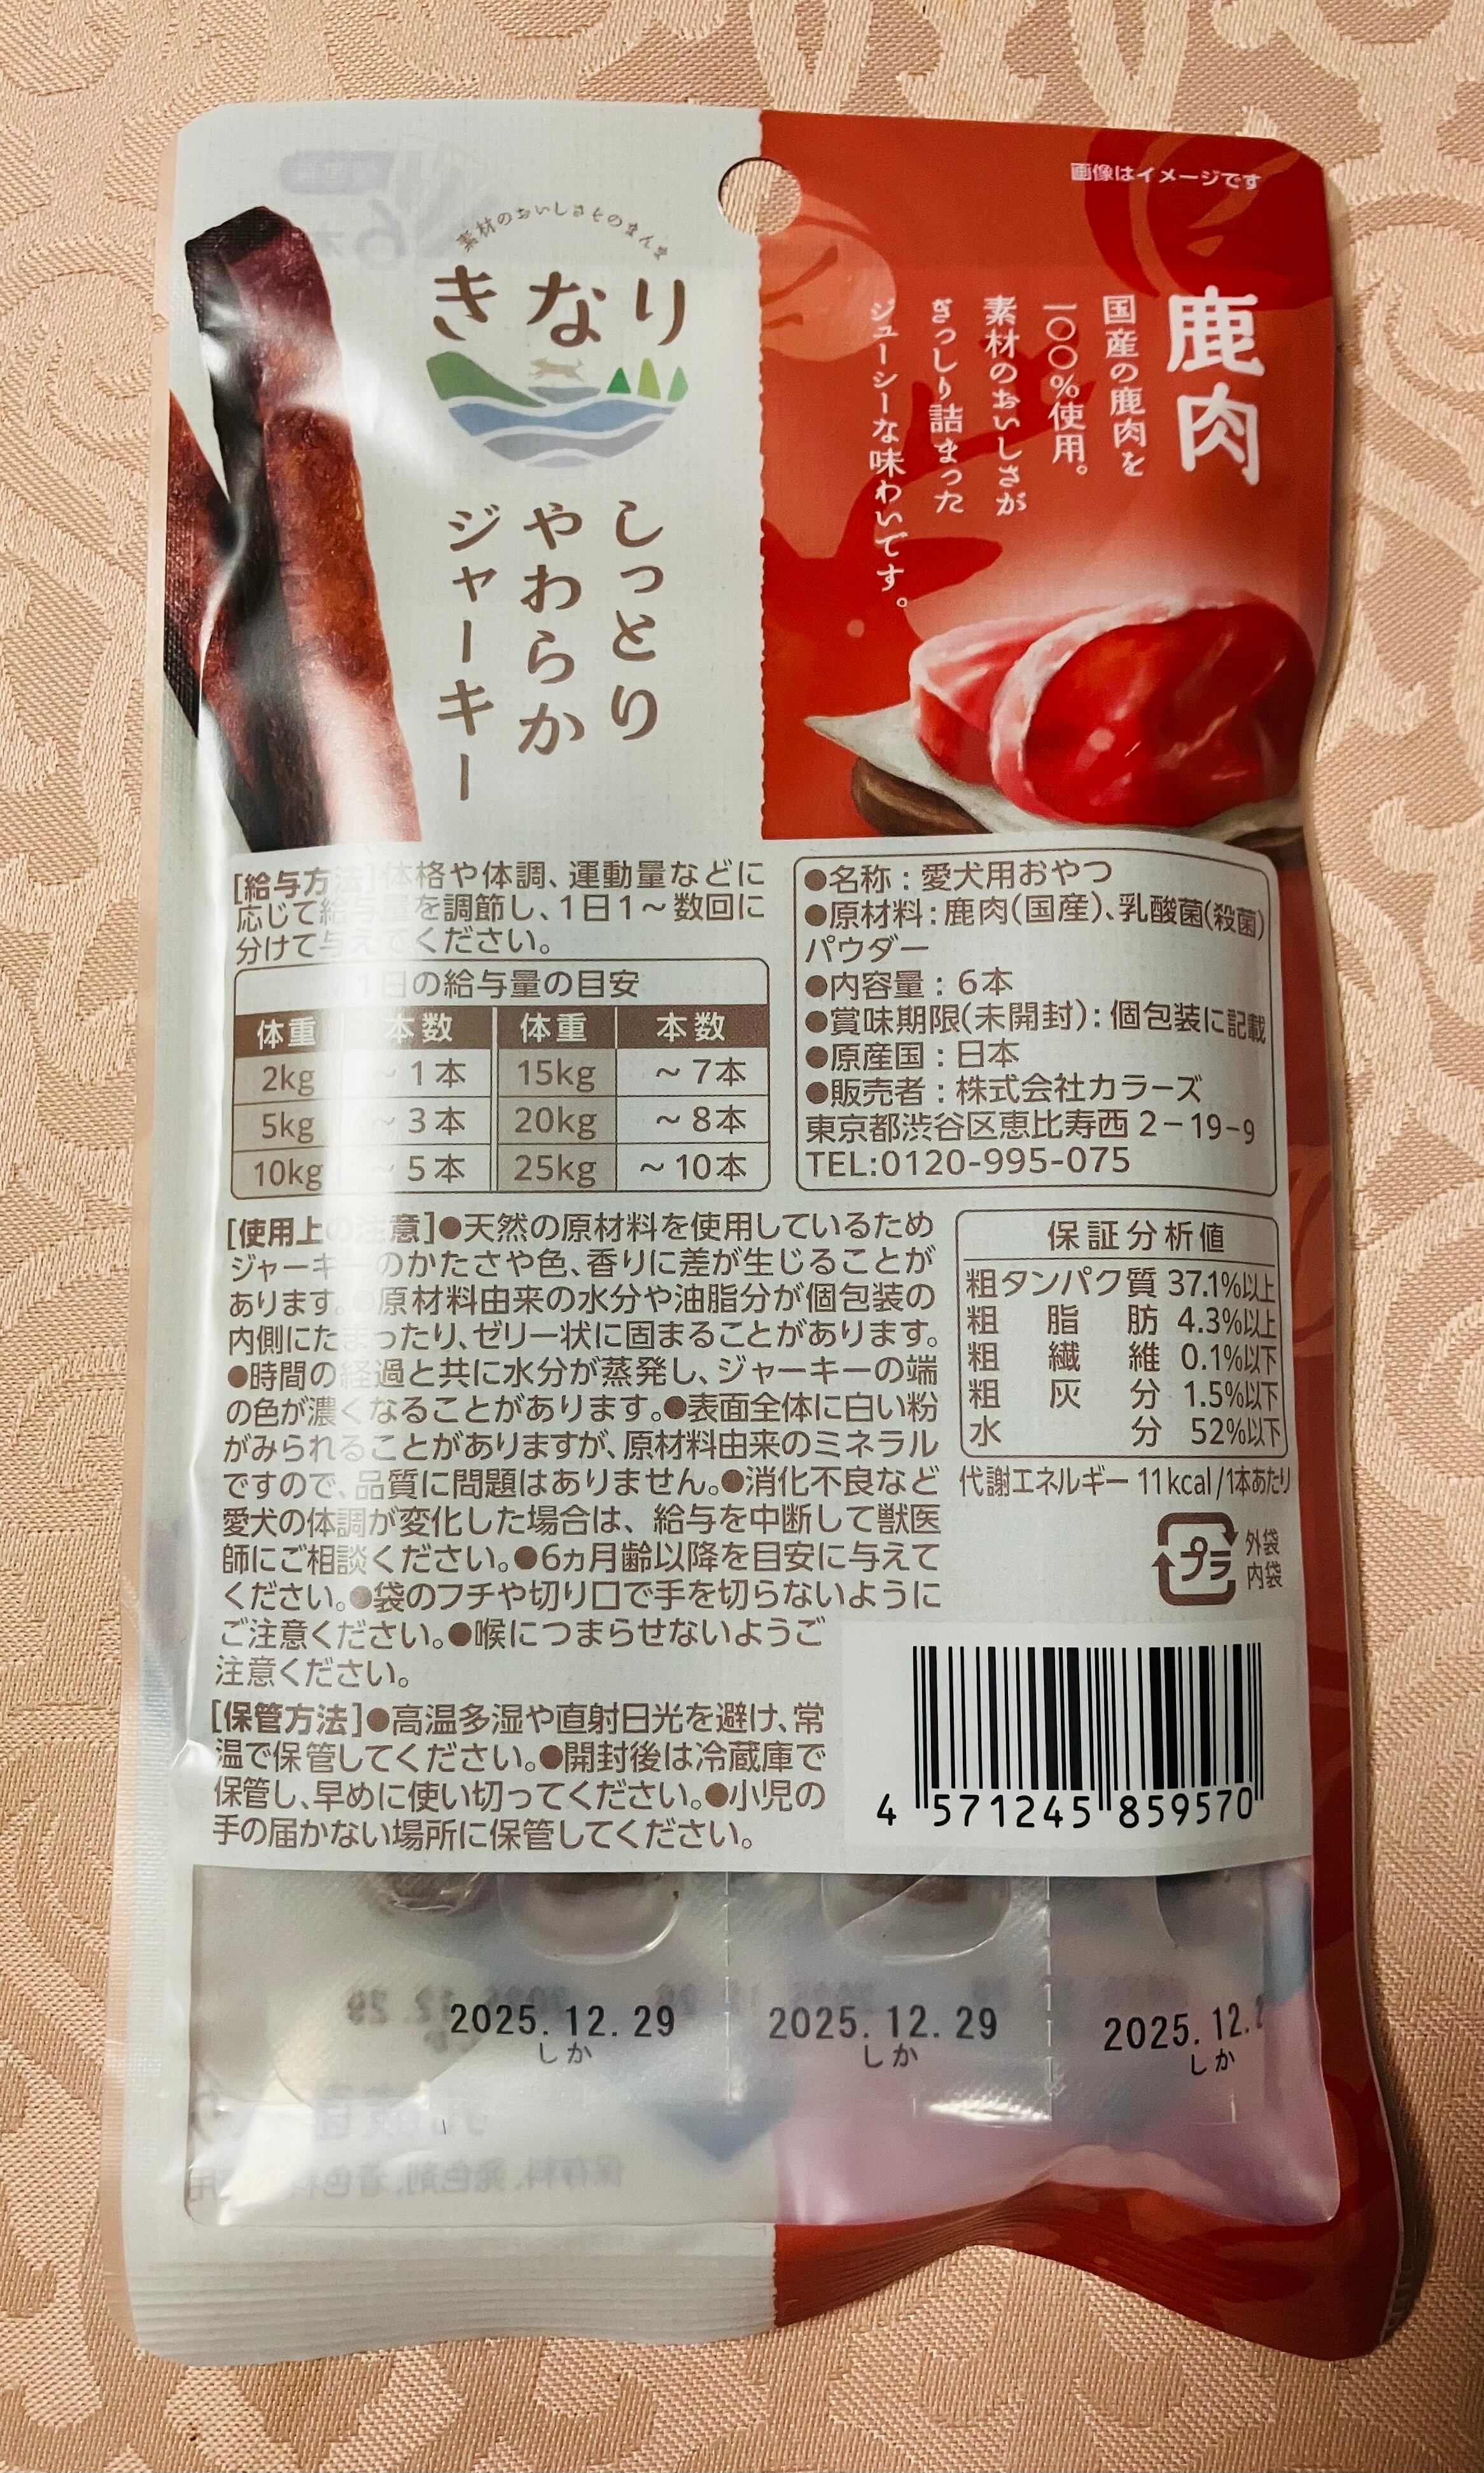 画像はイメージです
素材のおいしさそのまんま
きなり
しっとり
やわらか
ジャーキー
鹿肉
国産の鹿肉を
一〇〇%使用。
素材のおいしさが
ぎっしり詰まった
ジューシーな味わいです。
[給与方法]体格や体調、運動量などに
応じて給与量を調節し、1日1~数回に
分けて与えてください。
1日の給与量の目安
体重 本数 体重 本数
2kg ~1本 15kg ~7本
5kg ~3本 20kg ~8本
10kg ~5本 25kg ~10本
●名称:愛犬用おやつ
●原材料:鹿肉(国産)、乳酸菌(殺菌)
パウダー
●内容量:6本
●賞味期限(未開封):個包装に記載
●原産国:日本
●販売者:株式会社カラーズ
東京都渋谷区恵比寿西2-19-9
TEL:0120-995-075
[使用上の注意]●天然の原材料を使用しているため
ジャーキーのかたさや色、香りに差が生じることが
あります。●原材料由来の水分や油脂分が個包装の
内側にたまったり、ゼリー状に固まることがあります。
●時間の経過と共に水分が蒸発し、ジャーキーの端
の色が濃くなることがあります。●表面全体に白い粉
がみられることがありますが、原材料由来のミネラル
ですので、品質に問題はありません。●消化不良など
愛犬の体調が変化した場合は、給与を中断して獣医
師にご相談ください。●6ヵ月齢以降を目安に与えて
ください。●袋のフチや切り口で手を切らないように
ご注意ください。●喉につまらせないようご
注意ください。
[保管方法]●高温多湿や直射日光を避け、常
温で保管してください。●開封後は冷蔵庫で
保管し、早めに使い切ってください。●小児の
手の届かない場所に保管してください。
保証分析値
粗タンパク質 37.1%以上
粗脂肪 4.3%以上
粗繊維 0.1%以下
粗灰分 1.5%以下
水分 52%以下
代謝エネルギー 11kcal/1本あたり
プラ
外袋
内袋
4 571245 859570
2025.12.29
しか
2025.12.29
しか
2025.12.
しか